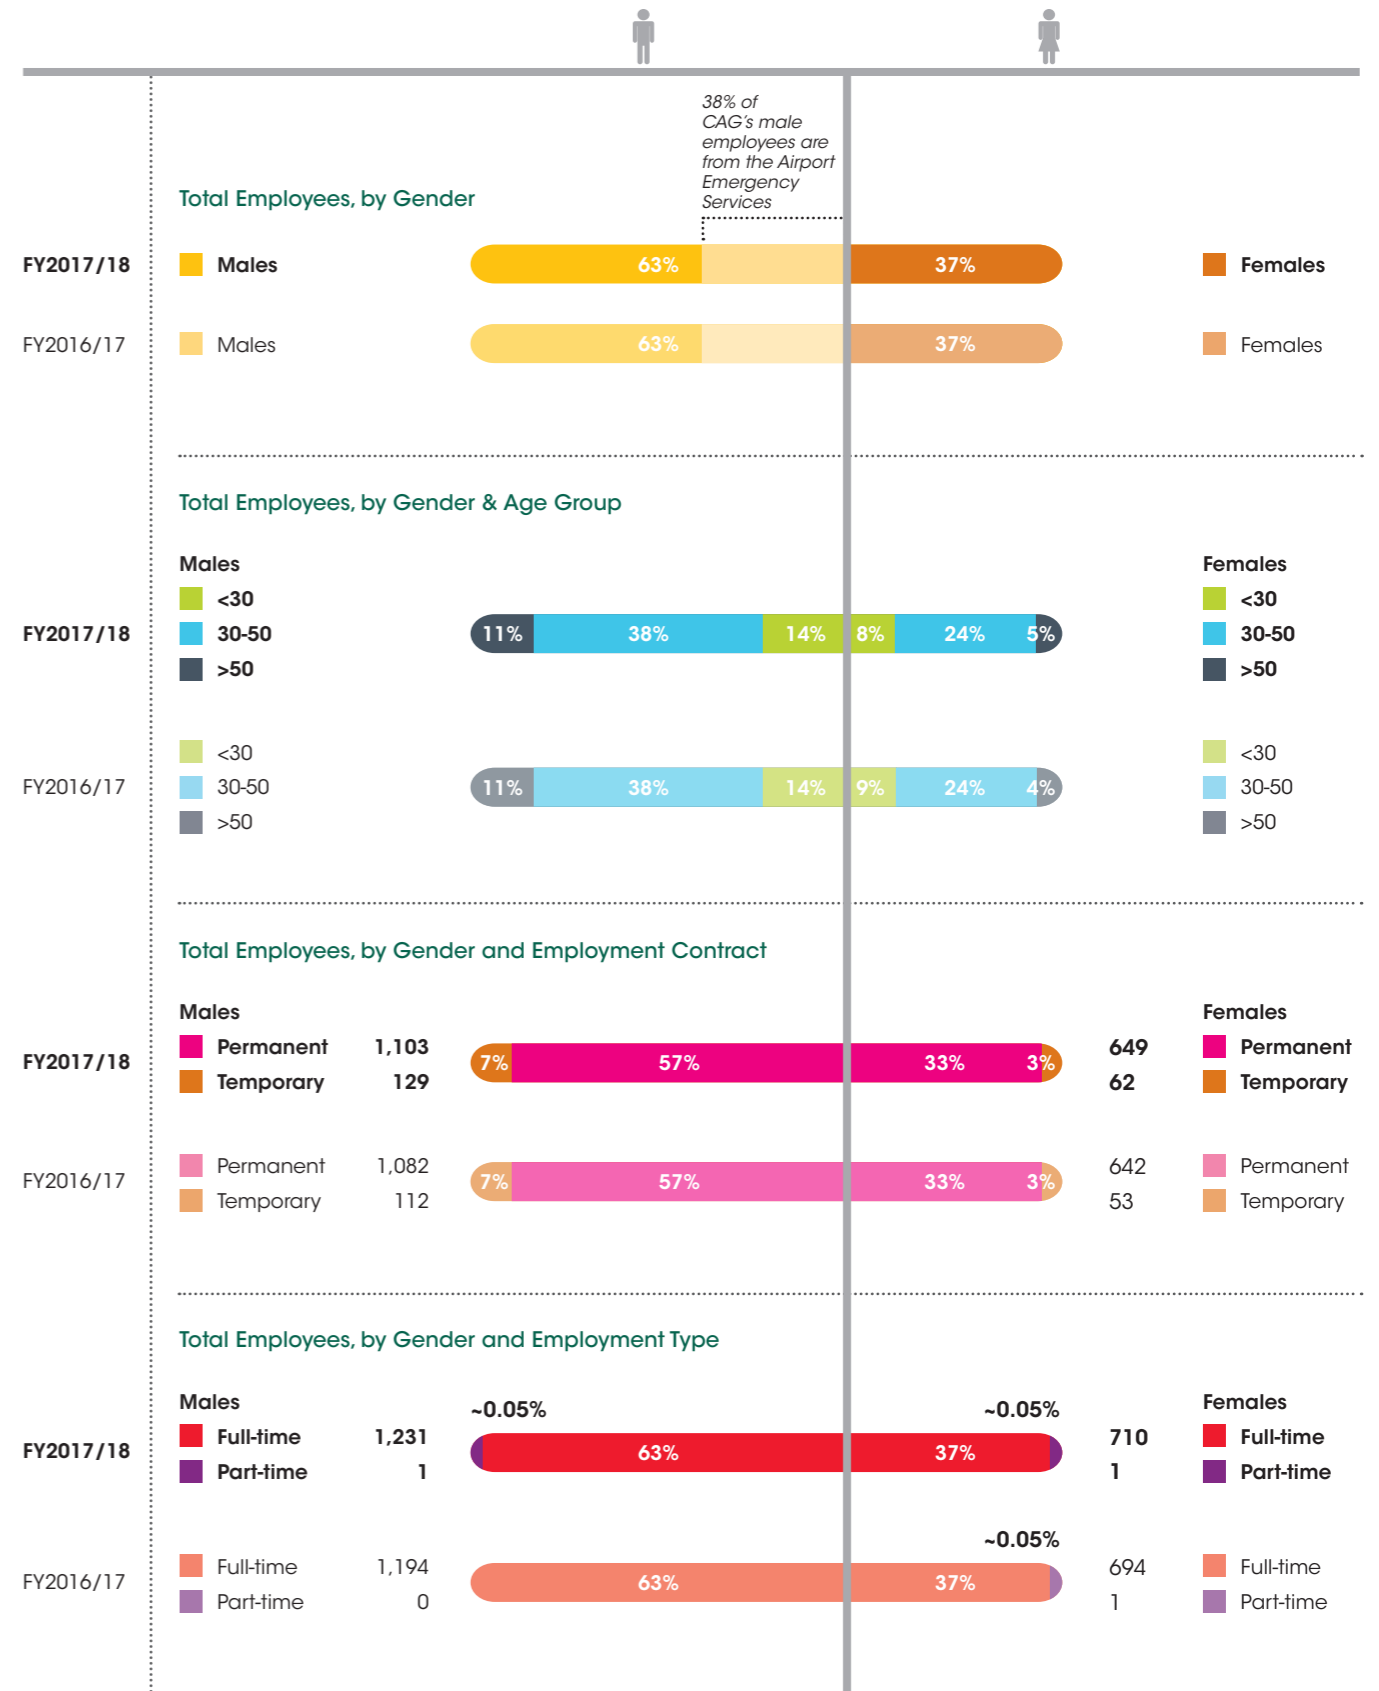 38% of
CAG's male
employees are
from the Airport
Emergency
Services
Total Employees, by Gender
FY2017/18 Males 63% 37% Females
FY2016/17 Males 63% 37% Females
Total Employees, by Gender & Age Group
Males Females
<30 <30
FY2017/18 30-50 11% 38% 14% 8% 24% 5% 30-50
>50 >50
<30 <30
FY2016/17 30-50 11% 38% 14% 9% 24% 4% 30-50
>50 >50
Total Employees, by Gender and Employment Contract
Males Females
Permanent 1,103 649 Permanent
FY2017/18 7% 57% 33% 3%
Temporary 129 62 Temporary
Permanent 1,082 642 Permanent
FY2016/17 7% 57% 33% 3%
Temporary 112 53 Temporary
Total Employees, by Gender and Employment Type
Males ~0.05% ~0.05% Females
Full-time 1,231 710 Full-time
FY2017/18 63% 37%
Part-time 1 1 Part-time
~0.05%
Full-time 1,194 694 Full-time
FY2016/17 63% 37%
Part-time 0 1 Part-time